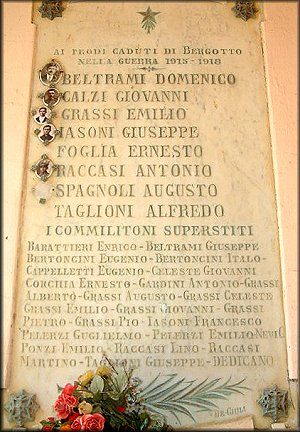 AI PRODI CADUTI DI BERGOTTO
NELLA GUERRA 1915-1918
BELTRAMI DOMENICO
CALZI GIOVANNI
GRASSI EMILIO
IASONI GIUSEPPE
FOGLIA ERNESTO
RACCASI ANTONIO
SPAGNOLI AUGUSTO
TAGLIONI ALFREDO
I COMMILITONI SUPERSTITI
BARATTIERI ENRICO-BELTRAMI GIUSEPPE
BERTONCINI EUGENIO-BERTONCINI ITALO-
CAPPELLETTI EUGENIO-CELESTE GIOVANNI
CORCHIA ERNESTO-GARDINI ANTONIO-GRASSI
ALBERTO-GRASSI AUGUSTO-GRASSI CELESTE
GRASSI EMILIO-GRASSI GIOVANNI-GRASSI
PIETRO-GRASSI PIO-IASONI FRANCESCO
PELERZI GUGLIELMO-PELERZI EMILIO-NEVI C.
PONZI EMILIO-RACCASI LINO-RACCASI
MARTINO-TAGLIONI GIUSEPPE-DEDICANO